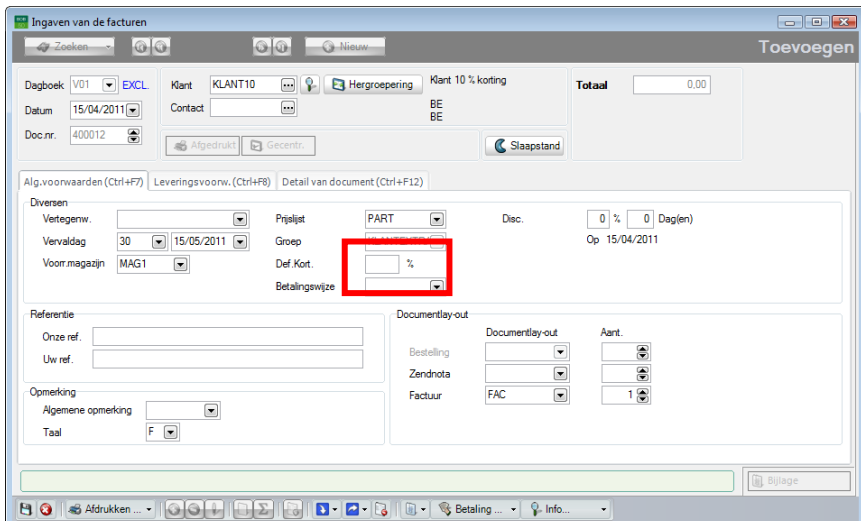 Ingaven van de facturen
Zoeken Nieuw Toevoegen
Dagboek V01 EXCL. Klant KLANT10 Hergroepering Klant 10 % korting Totaal 0,00
Datum 15/04/2011 Contact BE
BE
Doc.nr. 400012 Afgedrukt Gecentr. Slaapstand
Alg.voorwaarden (Ctrl+F7) Leveringsvoorw. (Ctrl+F8) Detail van document (Ctrl+F12)
Diversen
Vertegenw. Prijslijst PART Disc. 0 % 0 Dag(en)
Vervaldag 30 15/05/2011 Groep Op 15/04/2011
Voorr.magazijn MAG1 Def.Kort. %
Betalingswijze
Referentie Documentlay-out
Onze ref. Documentlay-out Aant.
Uw ref. Bestelling
Zendnota
Opmerking Factuur FAC 1
Algemene opmerking
Taal F
Bijlage
Afdrukken ... Betaling ... Info...